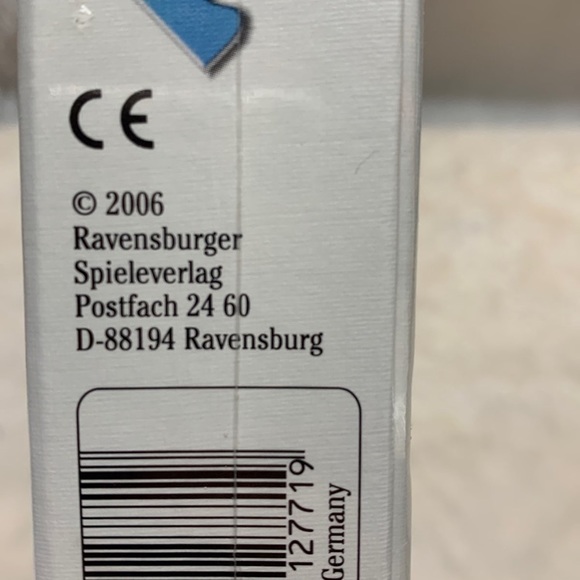 CE
© 2006
Ravensburger
Spieleverlag
Postfach 24 60
D-88194 Ravensburg
127719
Germany